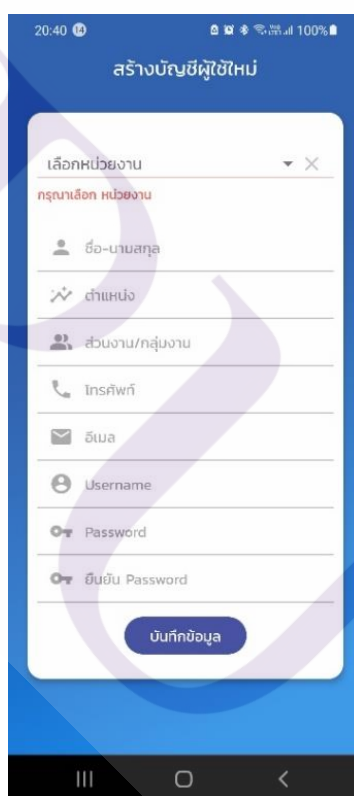 20:40 14 100%
สร้างบัญชีผู้ใช้ใหม่
เลือกหน่วยงาน
กรุณาเลือก หน่วยงาน
ชื่อ-นามสกุล
ตำแหน่ง
ส่วนงาน/กลุ่มงาน
โทรศัพท์
อีเมล
Username
Password
ยืนยัน Password
บันทึกข้อมูล